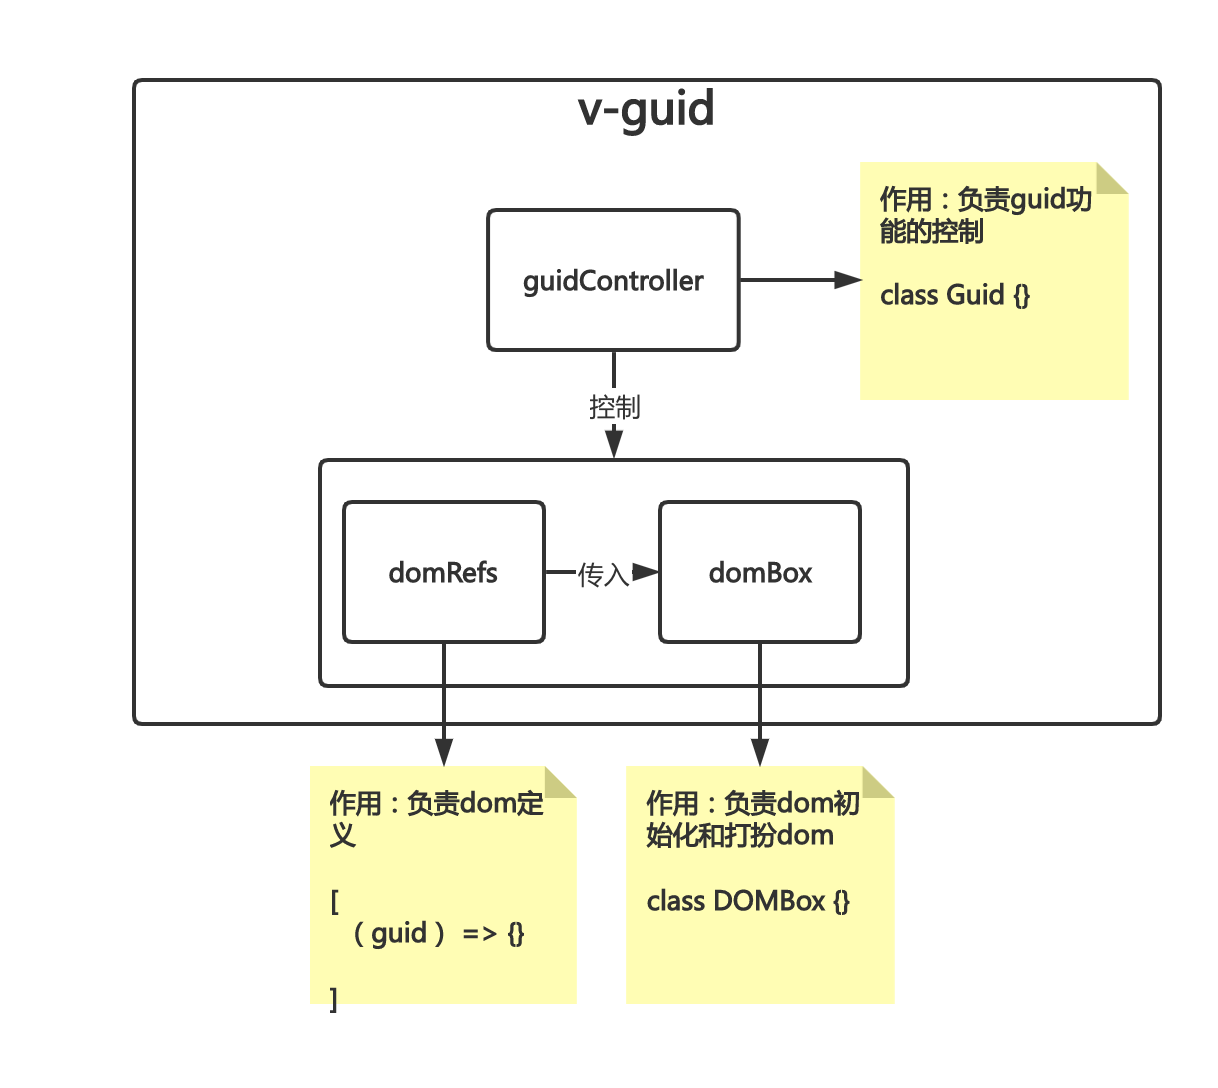 v-guid
作用：负责guid功
能的控制
class Guid {}
guidController
控制
domRefs
传入
domBox
作用：负责dom定
义
[
（ guid ） => {}
]
作用：负责dom初
始化和打扮dom
class DOMBox {}